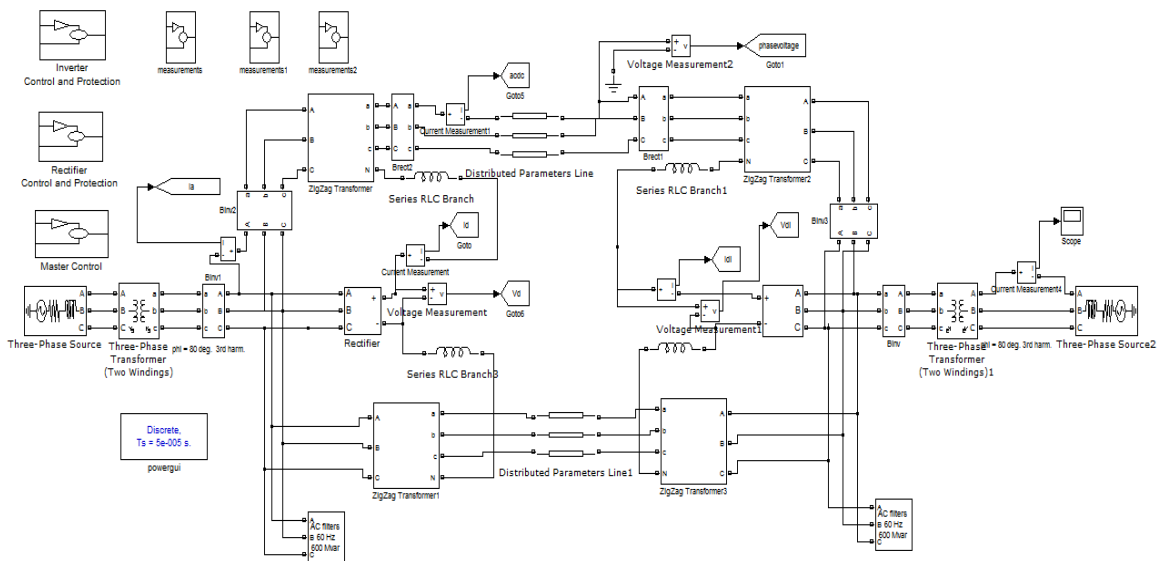 Inverter
Control and Protection
measurements
measurements1
measurements2
Rectifier
Control and Protection
Master Control
A
B
C
a
b
c
N
ZigZag Transformer
A
B
C
a
b
c
Brect2
acdc
Goto5
i
+
-
Current Measurement1
Distributed Parameters Line
+
-
v
Voltage Measurement2
phasevoltage
Goto1
A
B
C
a
b
c
Brect1
a
b
c
N
A
B
C
ZigZag Transformer2
Series RLC Branch
Series RLC Branch1
Ia
a
b
c
A
B
C
BInv2
a
b
c
A
B
C
BInv3
i
+
-
Id
Goto
i
+
-
Current Measurement
+
-
v
Voltage Measurement
Vd
Goto6
Vdi
Idi
i
+
-
+
-
v
Voltage Measurement1
Scope
i
+
-
Current Measurement4
A
B
C
Three-Phase Source
A
B
C
a
b
c
Three-Phase
Transformer
(Two Windings)
BInv1
a
b
c
A
B
C
phi = 80 deg. 3rd harm.
A
B
C
+
-
Rectifier
+
-
A
B
C
A
B
C
a
b
c
BInv
A
B
C
a
b
c
phi = 80 deg. 3rd harm.
Three-Phase
Transformer
(Two Windings)1
A
B
C
Three-Phase Source2
Series RLC Branch3
A
B
C
a
b
c
N
ZigZag Transformer1
Distributed Parameters Line1
a
b
c
N
A
B
C
ZigZag Transformer3
Discrete,
Ts = 5e-005 s.
powergui
A
B
C
AC filters
60 Hz
600 Mvar
A
B
C
AC filters
60 Hz
600 Mvar